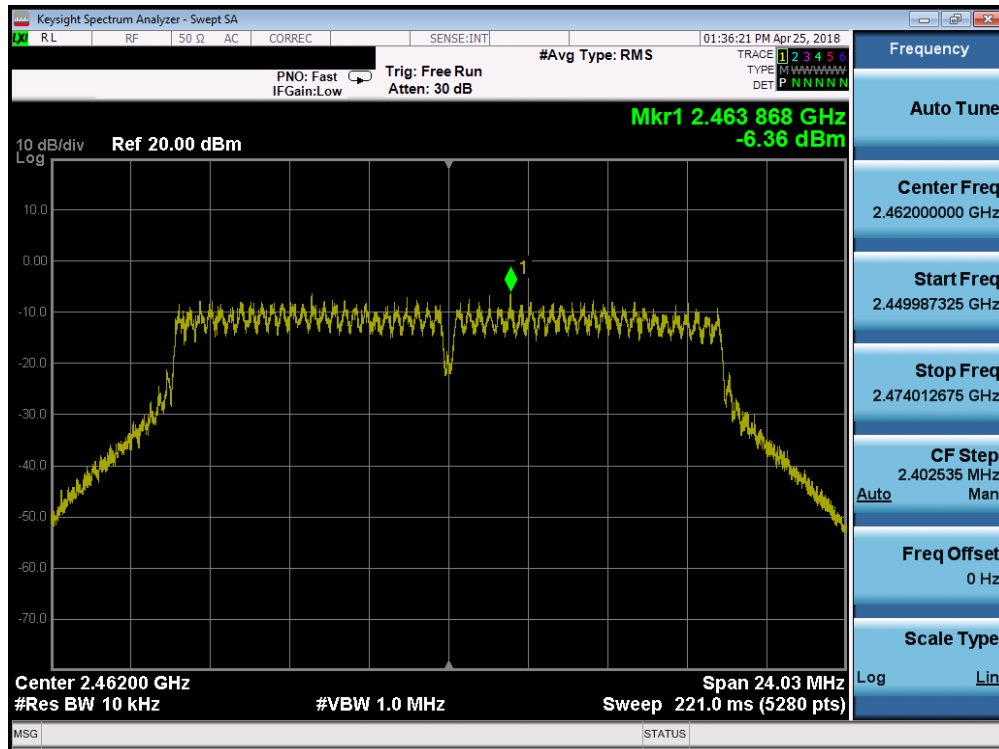 Keysight Spectrum Analyzer - Swept SA
LXI RL RF 50 Ω AC CORREC SENSE:INT 01:36:21 PM Apr 25, 2018
PNO: Fast
IFGain:Low
Trig: Free Run
Atten: 30 dB
#Avg Type: RMS
TRACE 1 2 3 4 5 6
TYPE M WWWWW
DET P N N N N N
Mkr1 2.463 868 GHz
-6.36 dBm
10 dB/div Ref 20.00 dBm
Log
10.0
0.00
-10.0
-20.0
-30.0
-40.0
-50.0
-60.0
-70.0
1
Center 2.46200 GHz Span 24.03 MHz
#Res BW 10 kHz #VBW 1.0 MHz Sweep 221.0 ms (5280 pts)
MSG STATUS
Frequency
Auto Tune
Center Freq
2.462000000 GHz
Start Freq
2.449987325 GHz
Stop Freq
2.474012675 GHz
CF Step
2.402535 MHz
Auto Man
Freq Offset
0 Hz
Scale Type
Log Lin